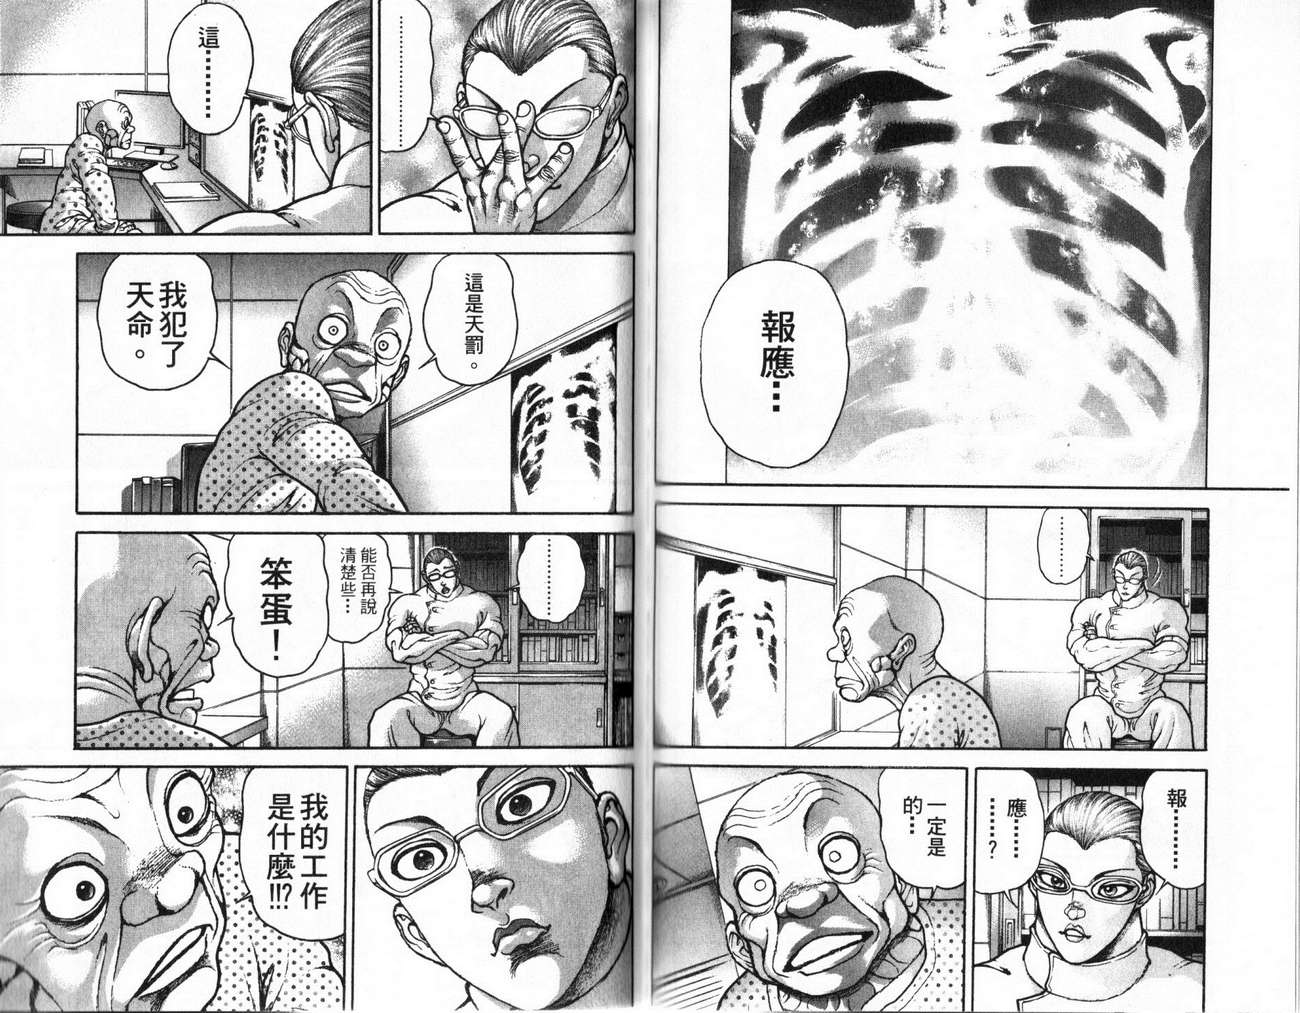 報應…
…………
報………
應………
……？
一定是
的…
…………
這………
這是天罰。
我犯了
天命。
…………
能否再說
清楚些…
笨蛋！
我的工作
是什麼!!!?